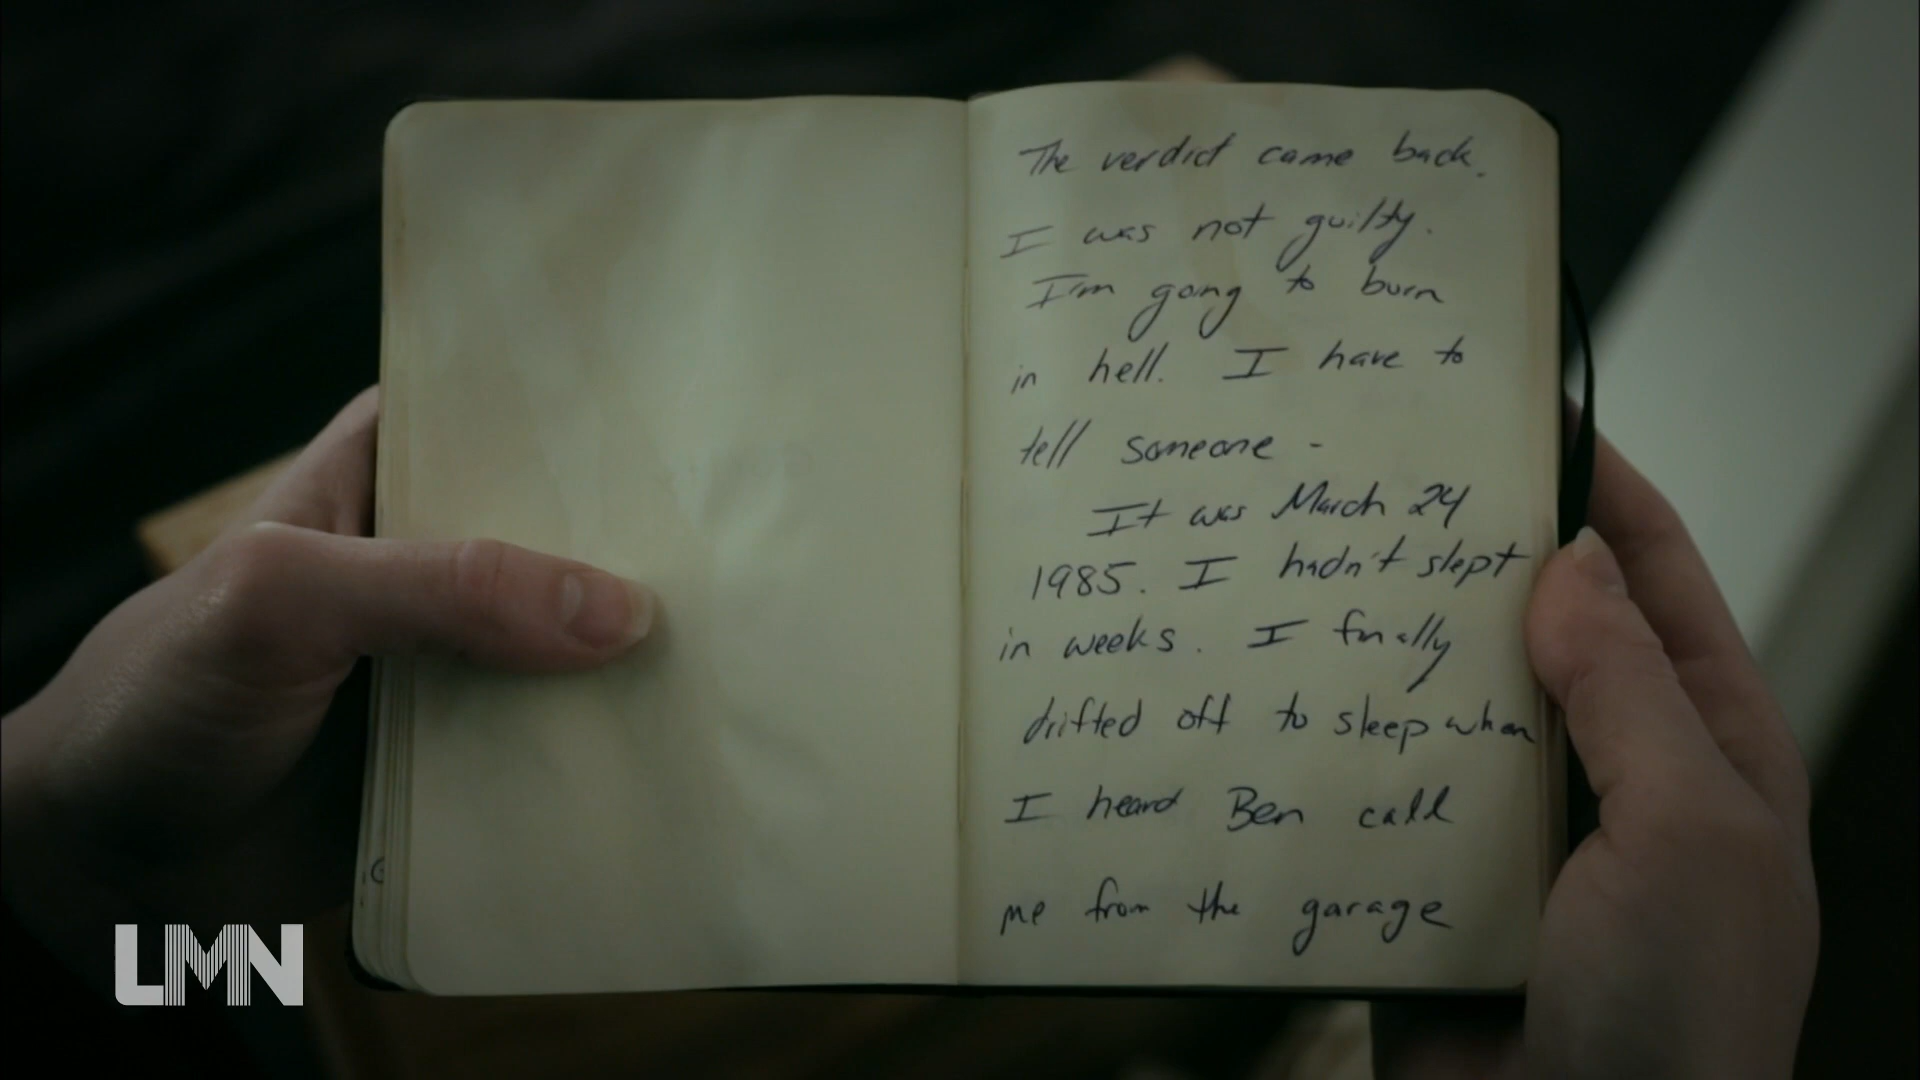 The verdict came back.
I was not guilty.
I'm going to burn
in hell. I have to
tell someone -
It was March 24
1985. I hadn't slept
in weeks. I finally
drifted off to sleep when
I heard Ben call
me from the garage
LMN